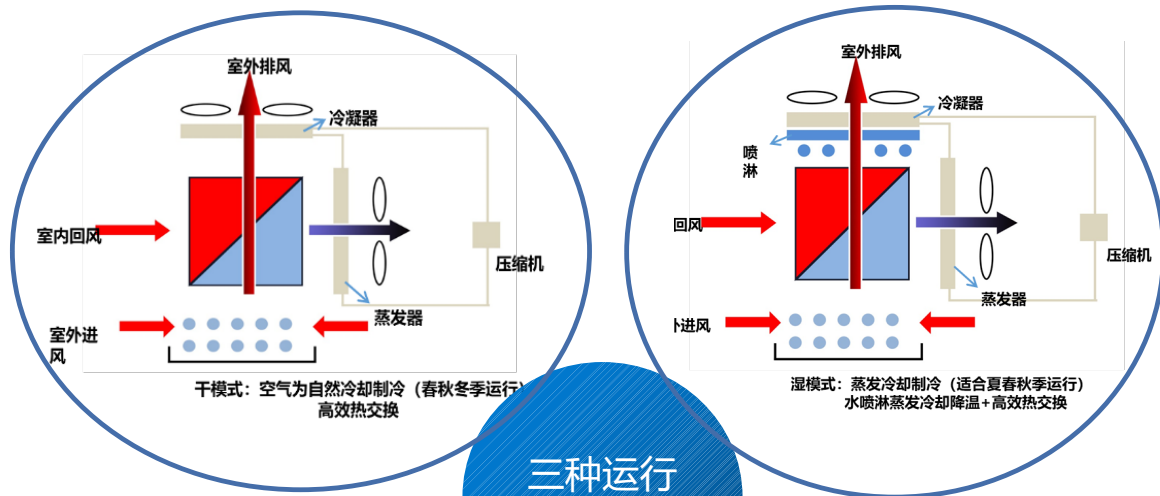 室外排风
冷凝器
室内回风
压缩机
蒸发器
室外进
风
干模式：空气为自然冷却制冷（春秋冬季运行）
高效热交换
室外排风
冷凝器
喷
淋
回风
压缩机
蒸发器
进风
湿模式：蒸发冷却制冷（适合夏春秋季运行）
水喷淋蒸发冷却降温+高效热交换
三种运行